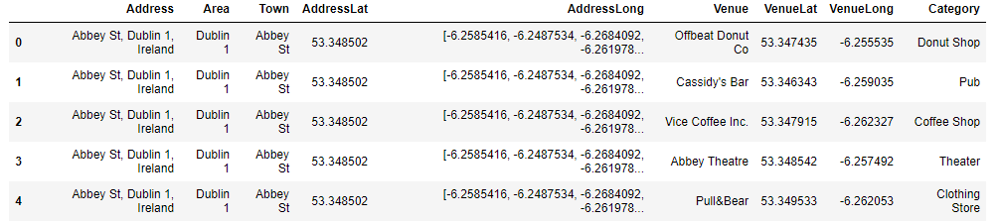 Address Area Town AddressLat AddressLong Venue VenueLat VenueLong Category
0 Abbey St, Dublin 1, Ireland Dublin 1 Abbey St 53.348502 [-6.2585416, -6.2487534, -6.2684092, -6.261978... Offbeat Donut Co 53.347435 -6.255535 Donut Shop
1 Abbey St, Dublin 1, Ireland Dublin 1 Abbey St 53.348502 [-6.2585416, -6.2487534, -6.2684092, -6.261978... Cassidy's Bar 53.346343 -6.259035 Pub
2 Abbey St, Dublin 1, Ireland Dublin 1 Abbey St 53.348502 [-6.2585416, -6.2487534, -6.2684092, -6.261978... Vice Coffee Inc. 53.347915 -6.262327 Coffee Shop
3 Abbey St, Dublin 1, Ireland Dublin 1 Abbey St 53.348502 [-6.2585416, -6.2487534, -6.2684092, -6.261978... Abbey Theatre 53.348542 -6.257492 Theater
4 Abbey St, Dublin 1, Ireland Dublin 1 Abbey St 53.348502 [-6.2585416, -6.2487534, -6.2684092, -6.261978... Pull&Bear 53.349533 -6.262053 Clothing Store